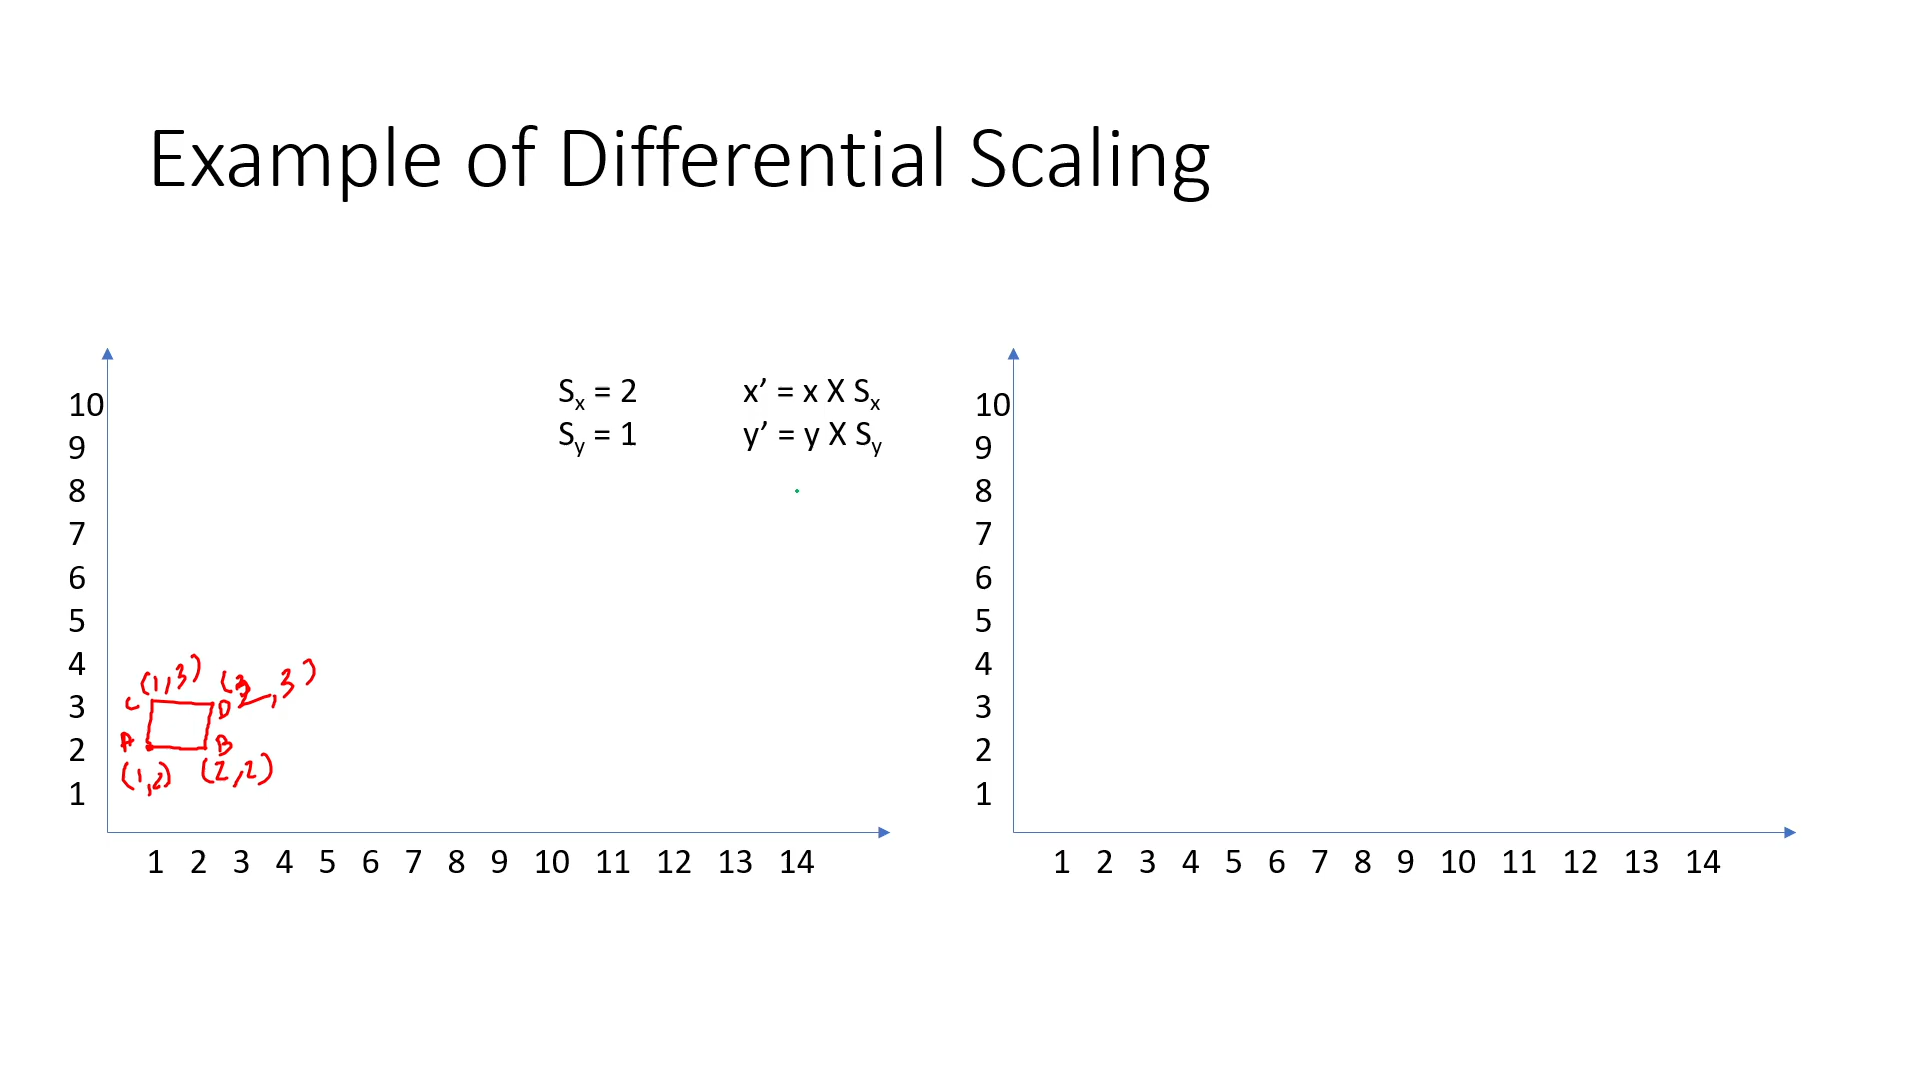 Example of Differential Scaling
Sx = 2
Sy = 1
x’ = x X Sx
y’ = y X Sy
10
9
8
7
6
5
4
3
2
1
1 2 3 4 5 6 7 8 9 10 11 12 13 14
(1,3)
C
D
A
B
(1,2)
(2,2)
10
9
8
7
6
5
4
3
2
1
1 2 3 4 5 6 7 8 9 10 11 12 13 14